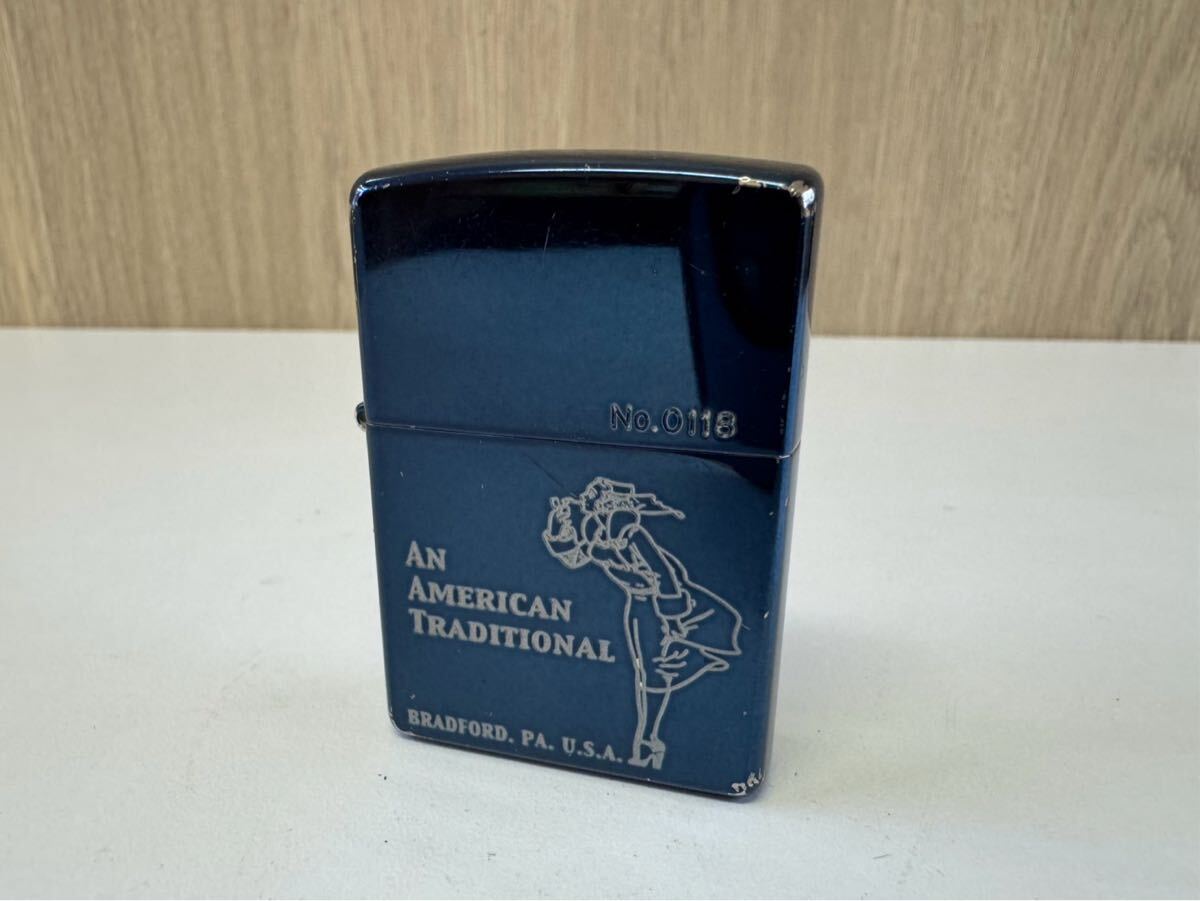 No.0118
AN
AMERICAN
TRADITIONAL
BRADFORD. PA. U.S.A.